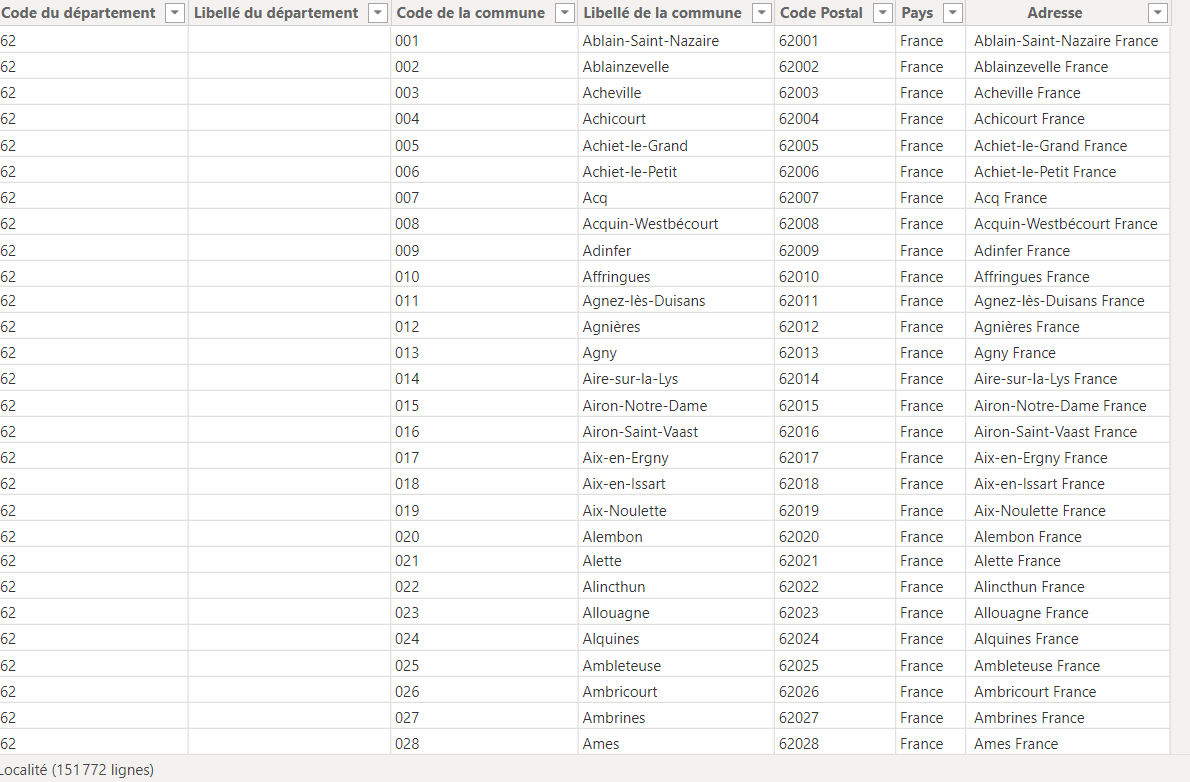 Code du département Libellé du département Code de la commune Libellé de la commune Code Postal Pays Adresse
62 001 Ablain-Saint-Nazaire 62001 France Ablain-Saint-Nazaire France
62 002 Ablainzevelle 62002 France Ablainzevelle France
62 003 Acheville 62003 France Acheville France
62 004 Achicourt 62004 France Achicourt France
62 005 Achiet-le-Grand 62005 France Achiet-le-Grand France
62 006 Achiet-le-Petit 62006 France Achiet-le-Petit France
62 007 Acq 62007 France Acq France
62 008 Acquin-Westbécourt 62008 France Acquin-Westbécourt France
62 009 Adinfer 62009 France Adinfer France
62 010 Affringues 62010 France Affringues France
62 011 Agnez-lès-Duisans 62011 France Agnez-lès-Duisans France
62 012 Agnières 62012 France Agnières France
62 013 Agny 62013 France Agny France
62 014 Aire-sur-la-Lys 62014 France Aire-sur-la-Lys France
62 015 Airon-Notre-Dame 62015 France Airon-Notre-Dame France
62 016 Airon-Saint-Vaast 62016 France Airon-Saint-Vaast France
62 017 Aix-en-Ergny 62017 France Aix-en-Ergny France
62 018 Aix-en-Issart 62018 France Aix-en-Issart France
62 019 Aix-Noulette 62019 France Aix-Noulette France
62 020 Alembon 62020 France Alembon France
62 021 Alette 62021 France Alette France
62 022 Alincthun 62022 France Alincthun France
62 023 Allouagne 62023 France Allouagne France
62 024 Alquines 62024 France Alquines France
62 025 Ambleteuse 62025 France Ambleteuse France
62 026 Ambricourt 62026 France Ambricourt France
62 027 Ambrines 62027 France Ambrines France
62 028 Ames 62028 France Ames France
Localité (151 772 lignes)